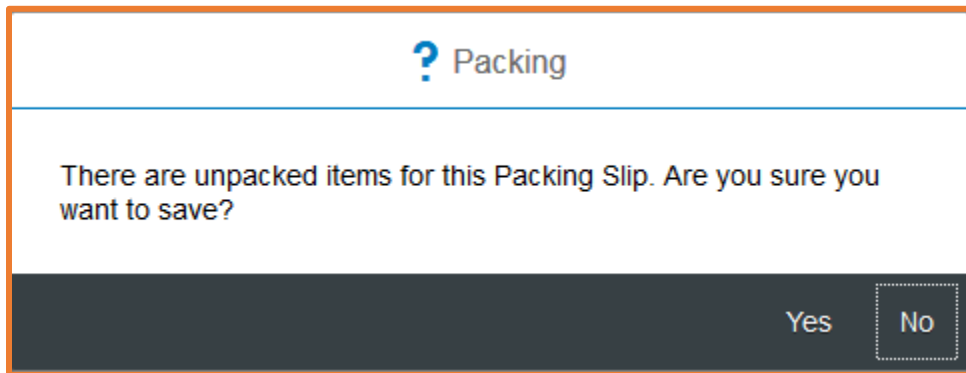 ? Packing
There are unpacked items for this Packing Slip. Are you sure you
want to save?
Yes No